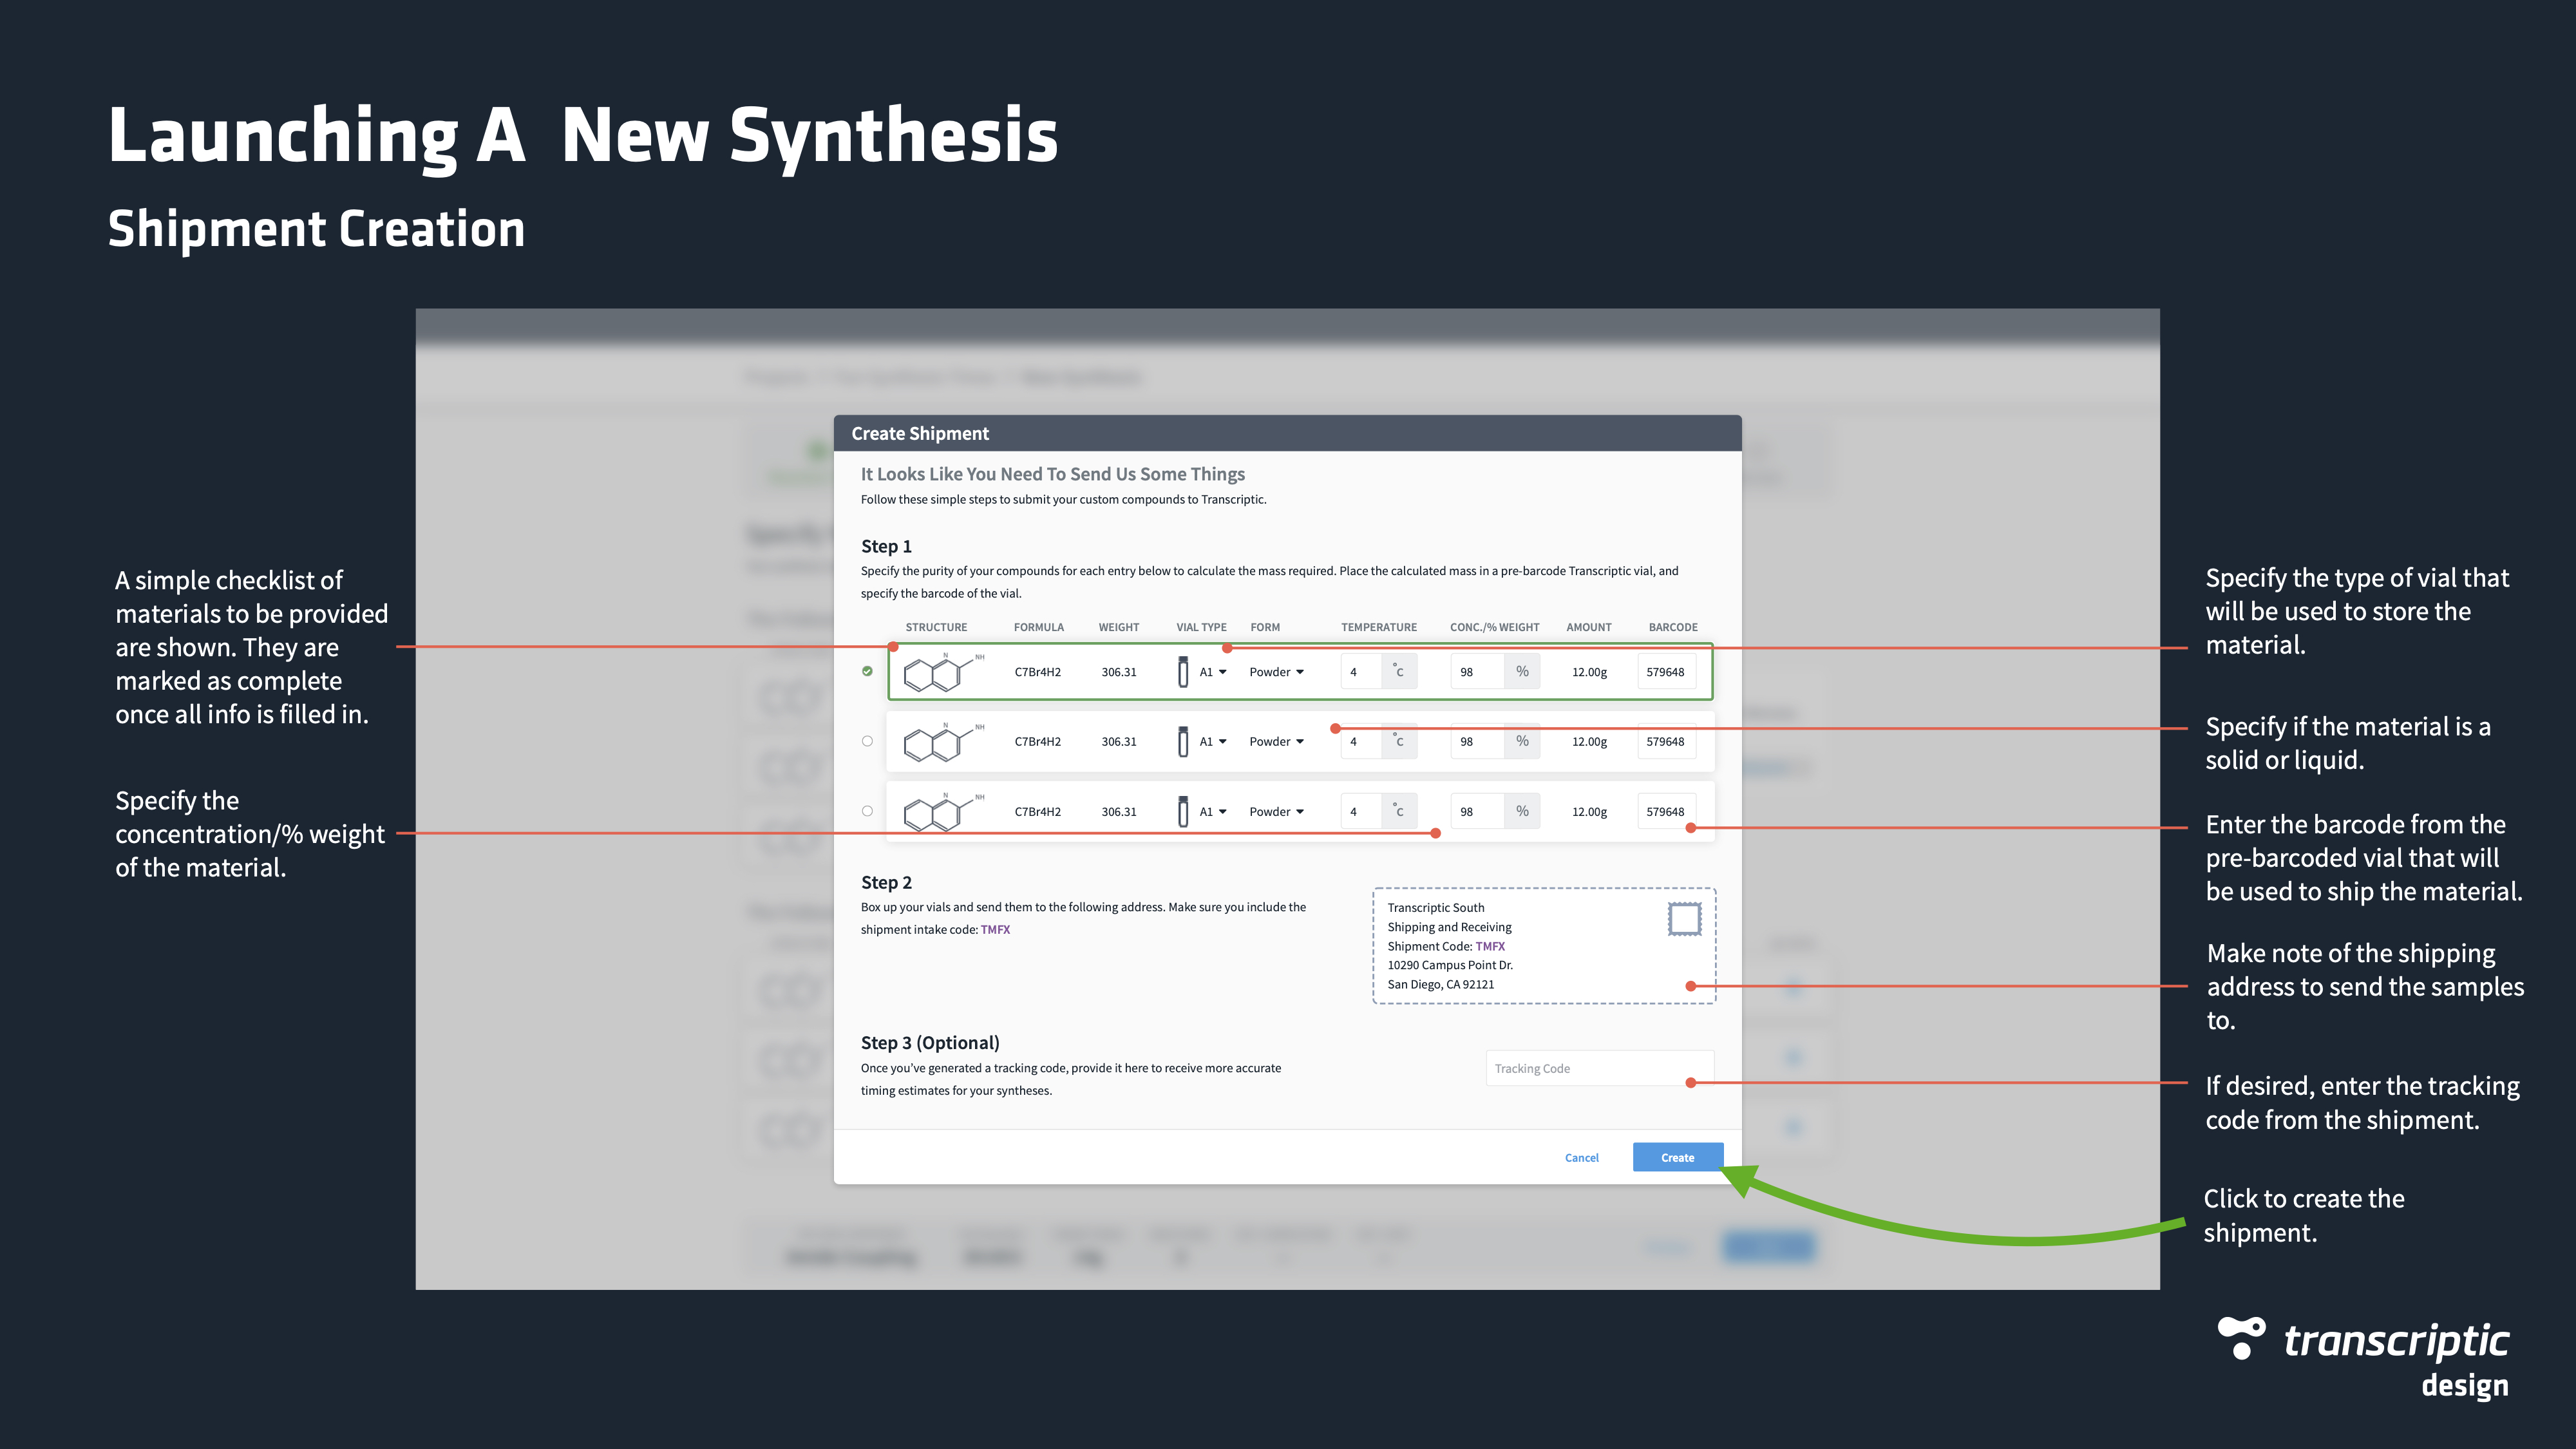 Launching A  New Synthesis
Shipment Creation
New Synthesis
Create Shipment
It Looks Like You Need To Send Us Some Things
Follow these simple steps to submit your custom compounds to Transcriptic.
Step 1
Specify the purity of your compounds for each entry below to calculate the mass required. Place the calculated mass in a pre-barcode Transcriptic vial, and
specify the barcode of the vial.
STRUCTURE FORMULA WEIGHT VIAL TYPE FORM TEMPERATURE CONC./% WEIGHT AMOUNT BARCODE
N NH C7Br4H2 306.31 A1 Powder 4 °C 98 % 12.00g 579648
N NH C7Br4H2 306.31 A1 Powder 4 °C 98 % 12.00g 579648
N NH C7Br4H2 306.31 A1 Powder 4 °C 98 % 12.00g 579648
Step 2
Box up your vials and send them to the following address. Make sure you include the
shipment intake code: TMFX
Transcriptic South
Shipping and Receiving
Shipment Code: TMFX
10290 Campus Point Dr.
San Diego, CA 92121
Step 3 (Optional)
Once you've generated a tracking code, provide it here to receive more accurate
timing estimates for your syntheses.
Tracking Code
Cancel
Create
A simple checklist of
materials to be provided
are shown. They are
marked as complete
once all info is filled in.
Specify the
concentration/% weight
of the material.
Specify the type of vial that
will be used to store the
material.
Specify if the material is a
solid or liquid.
Enter the barcode from the
pre-barcoded vial that will
be used to ship the material.
Make note of the shipping
address to send the samples
to.
If desired, enter the tracking
code from the shipment.
Click to create the
shipment.
transcriptic
design